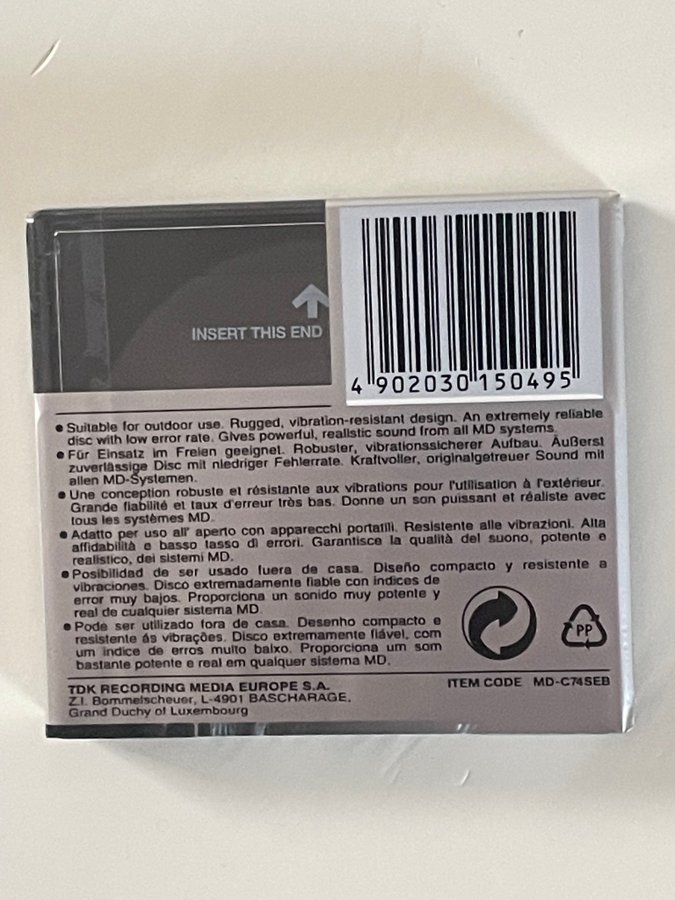 INSERT THIS END
4 902030 150495
• Suitable for outdoor use. Rugged, vibration-resistant design. An extremely reliable
disc with low error rate. Gives powerful, realistic sound from all MD systems.
• Für Einsatz im Freien geeignet. Robuster, vibrationssicherer Aufbau. Äußerst
zuverlässige Disc mit niedriger Fehlerrate. Kraftvoller, originalgetreuer Sound mit
allen MD-Systemen.
• Une conception robuste et résistante aux vibrations pour l'utilisation à l'extérieur.
Grande fiabilité et taux d'erreur très bas. Donne un son puissant et réaliste avec
tous les systèmes MD.
• Adatto per uso all' aperto con apparecchi portatili. Resistente alle vibrazioni. Alta
affidabilità e basso tasso di errori. Garantisce la qualità del suono, potente e
realistico, dei sistemi MD.
• Posibilidad de ser usado fuera de casa. Diseño compacto y resistente a
vibraciones. Disco extremadamente fiable con indices de
error muy bajos. Proporciona un sonido muy potente y
real de cualquier sistema MD.
• Pode ser utilizado fora de casa. Desenho compacto e
resistente ás vibrações. Disco extremamente fiável, com
um indice de erros muito baixo. Proporciona um som
bastante potente e real em qualquer sistema MD.
PP
TDK RECORDING MEDIA EUROPE S.A.
Z.I. Bommelscheuer, L-4901 BASCHARAGE,
Grand Duchy of Luxembourg
ITEM CODE MD-C74SEB